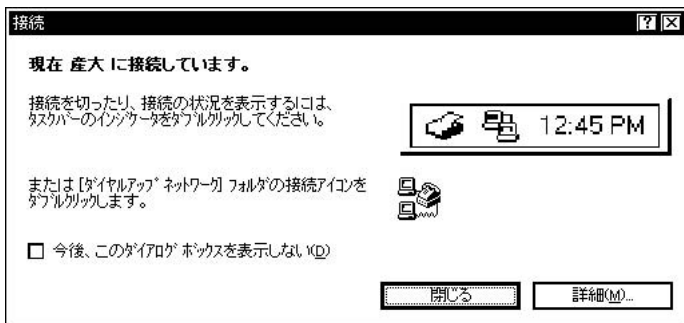 接続
現在 産大 に接続しています。
接続を切ったり、接続の状況を表示するには、
タスクバーのインジケータをダブルクリックしてください。
12:45 PM
または [ダイヤルアップ ネットワーク] フォルダの接続アイコンを
ダブルクリックします。
今後、このダイアログ ボックスを表示しない(D)
閉じる
詳細(M)...